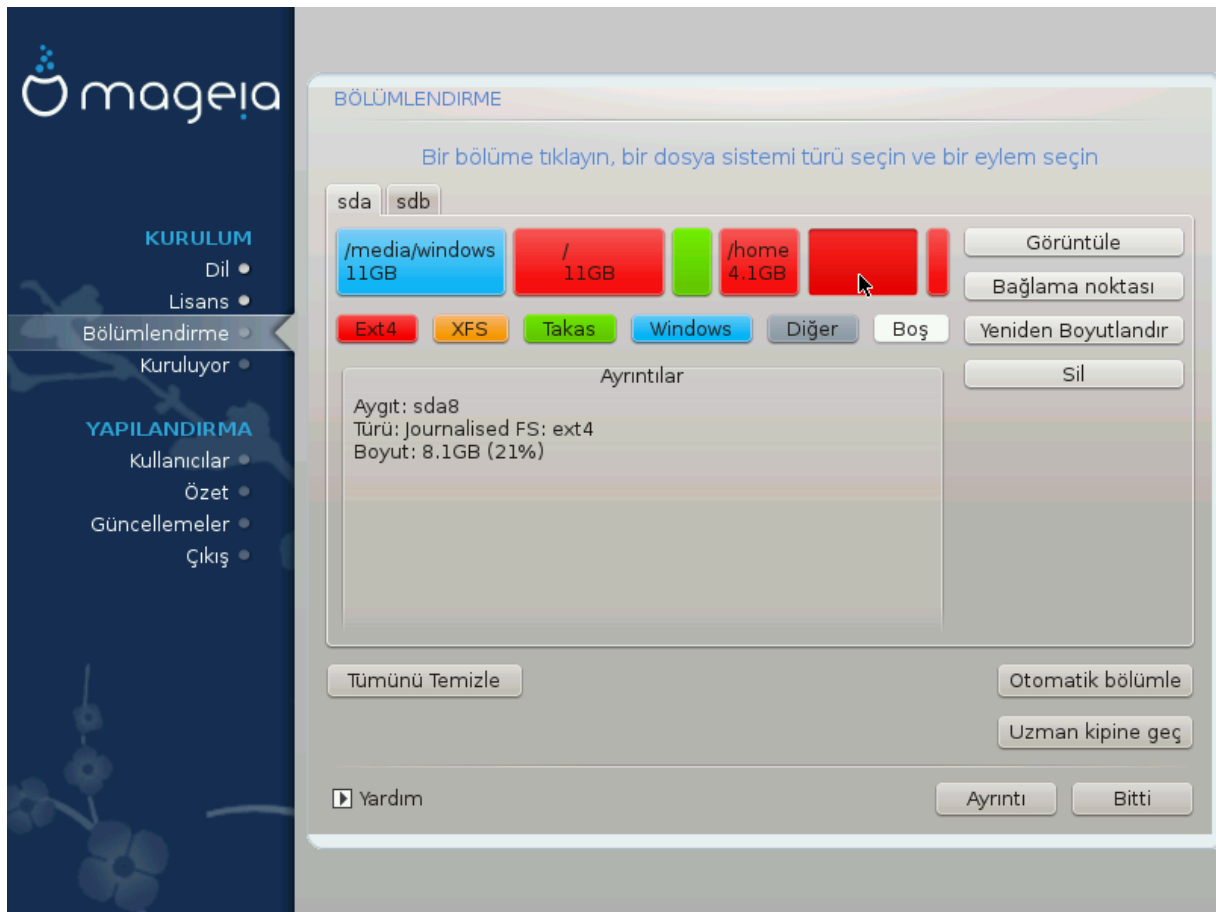 mageia
KURULUM
Dil
Lisans
Bölümlendirme
Kuruluyor
YAPILANDIRMA
Kullanıcılar
Özet
Güncellemeler
Çıkış
BÖLÜMLENDİRME
Bir bölüme tıklayın, bir dosya sistemi türü seçin ve bir eylem seçin
sda sdb
/media/windows
11GB
/
11GB
/home
4.1GB
Ext4 XFS Takas Windows Diğer Boş
Görüntüle
Bağlama noktası
Yeniden Boyutlandır
Sil
Ayrıntılar
Aygıt: sda8
Türü: Journalised FS: ext4
Boyut: 8.1GB (21%)
Tümünü Temizle
Otomatik bölümle
Uzman kipine geç
Yardım
Ayrıntı
Bitti